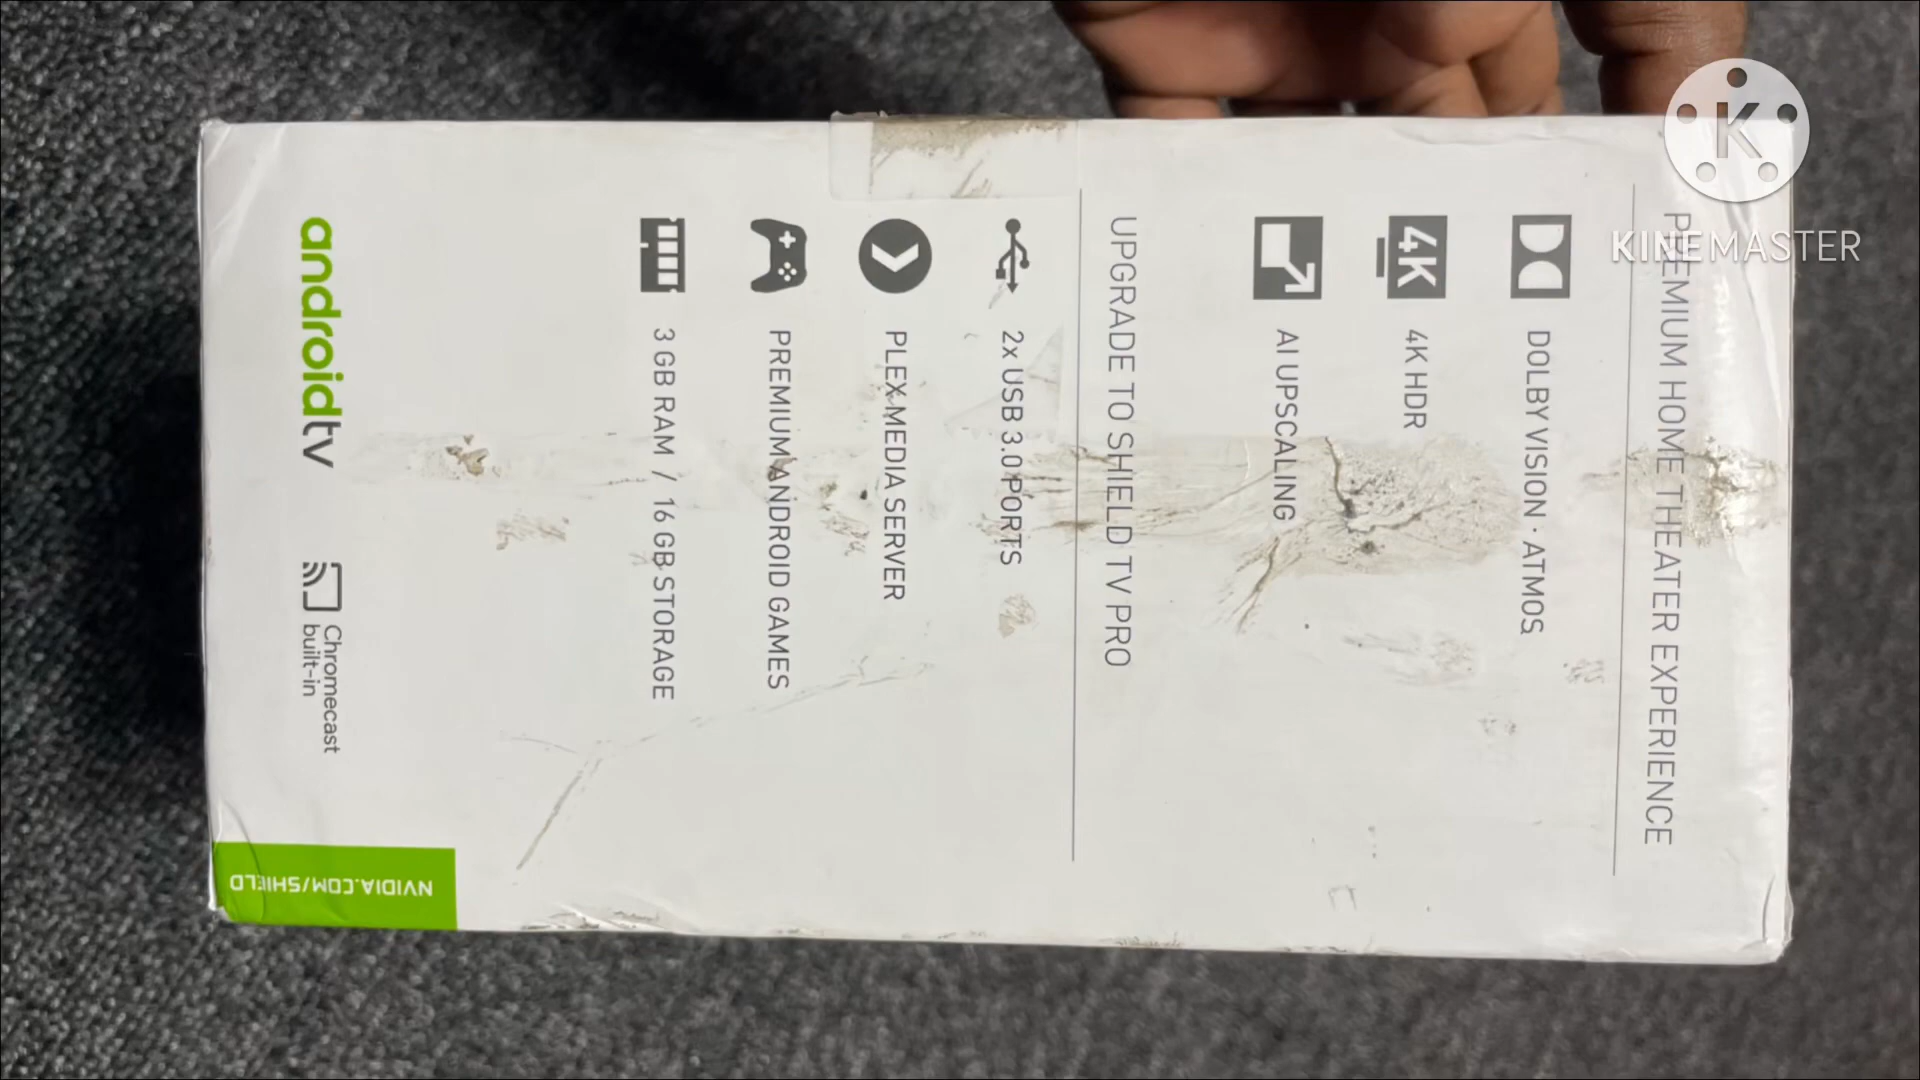 PREMIUM HOME THEATER EXPERIENCE
DOLBY VISION · ATMOS
4K
4K HDR
AI UPSCALING
UPGRADE TO SHIELD TV PRO
2x USB 3.0 PORTS
PLEX MEDIA SERVER
PREMIUM ANDROID GAMES
3 GB RAM / 16 GB STORAGE
androidtv
Chromecast
built-in
NVIDIA.COM/SHIELD
K
KINEMASTER